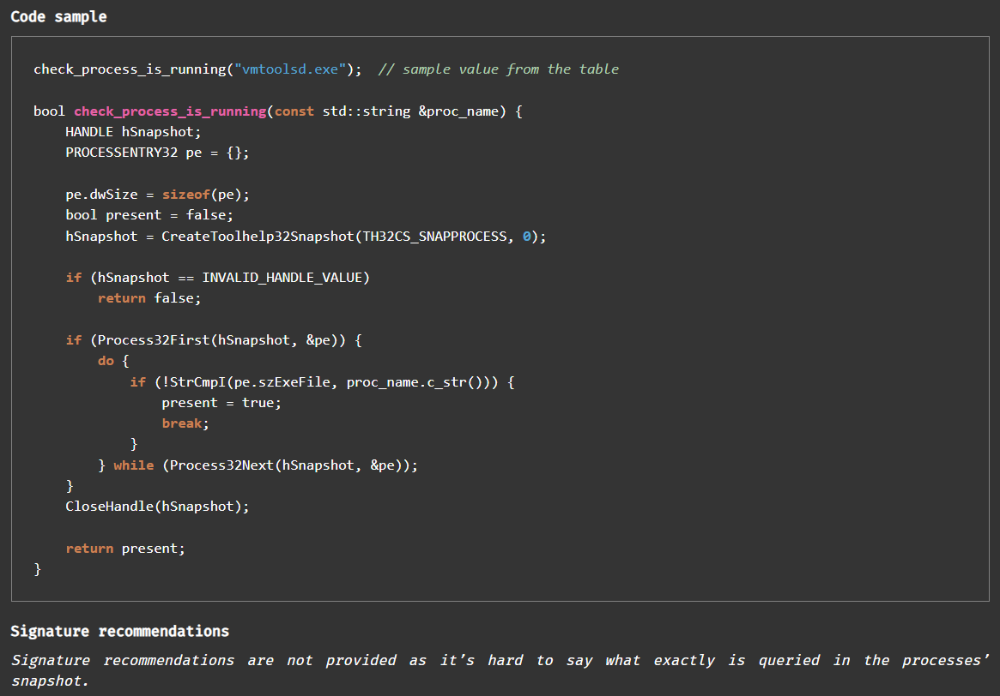 Code sample
check_process_is_running("vmtoolsd.exe");  // sample value from the table
bool check_process_is_running(const std::string &proc_name) {
    HANDLE hSnapshot;
    PROCESSENTRY32 pe = {};
    pe.dwSize = sizeof(pe);
    bool present = false;
    hSnapshot = CreateToolhelp32Snapshot(TH32CS_SNAPPROCESS, 0);
    if (hSnapshot == INVALID_HANDLE_VALUE)
        return false;
    if (Process32First(hSnapshot, &pe)) {
        do {
            if (!StrCmpI(pe.szExeFile, proc_name.c_str())) {
                present = true;
                break;
            }
        } while (Process32Next(hSnapshot, &pe));
    }
    CloseHandle(hSnapshot);
    return present;
}
Signature recommendations
Signature recommendations are not provided as it’s hard to say what exactly is queried in the processes’
snapshot.